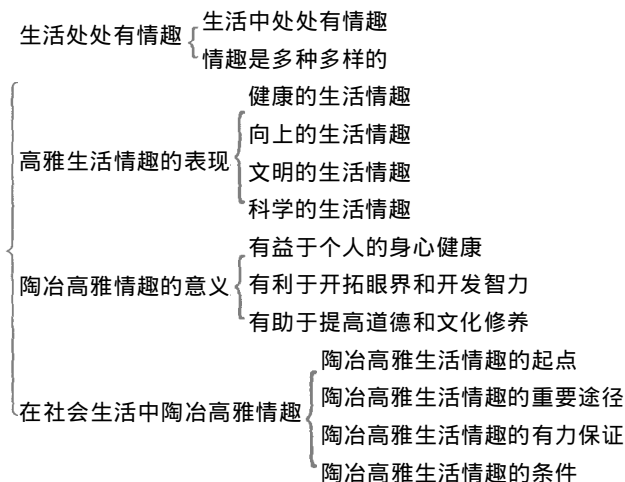 生活处处有情趣
生活中处处有情趣
情趣是多种多样的
高雅生活情趣的表现
健康的生活情趣
向上的生活情趣
文明的生活情趣
科学的生活情趣
陶冶高雅情趣的意义
有益于个人的身心健康
有利于开拓眼界和开发智力
有助于提高道德和文化修养
在社会生活中陶冶高雅情趣
陶冶高雅生活情趣的起点
陶冶高雅生活情趣的重要途径
陶冶高雅生活情趣的有力保证
陶冶高雅生活情趣的条件